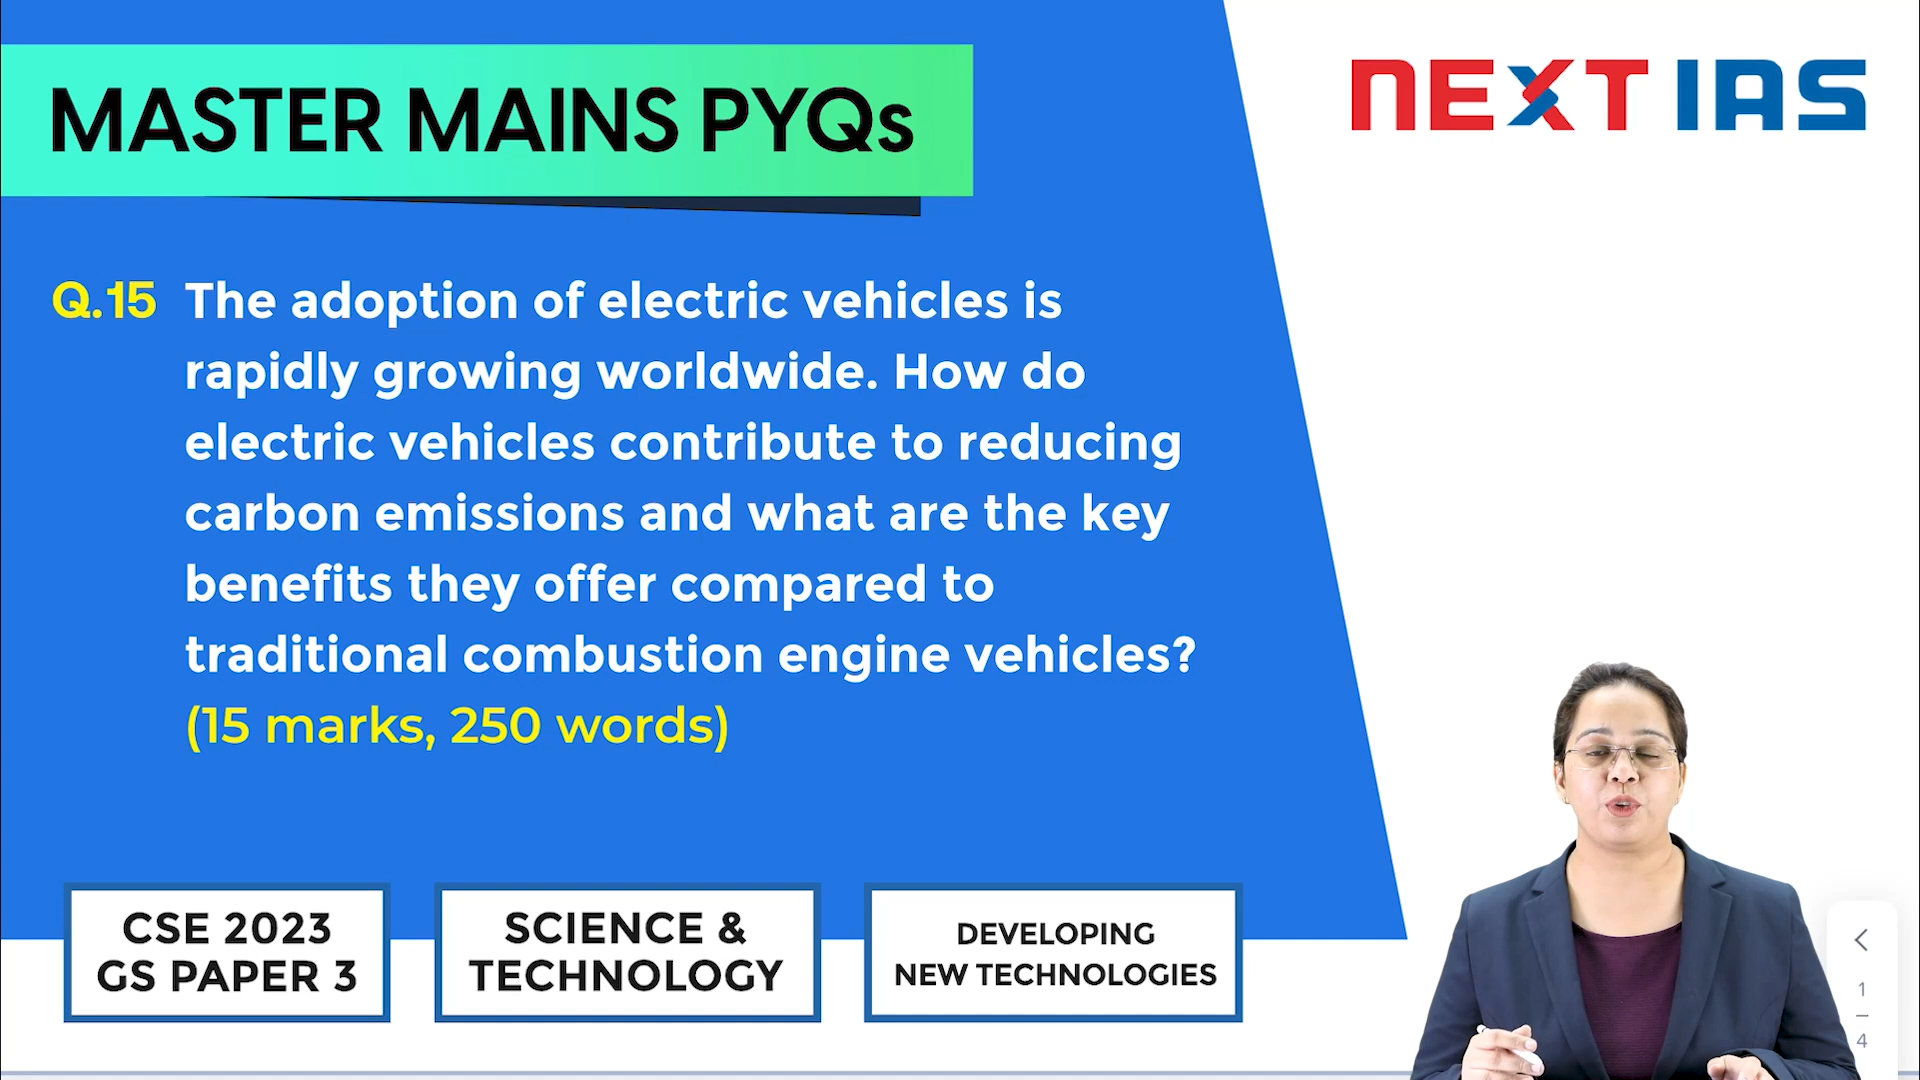 MASTER MAINS PYQs
NEXT IAS
Q.15 The adoption of electric vehicles is
rapidly growing worldwide. How do
electric vehicles contribute to reducing
carbon emissions and what are the key
benefits they offer compared to
traditional combustion engine vehicles?
(15 marks, 250 words)
CSE 2023
GS PAPER 3
SCIENCE &
TECHNOLOGY
DEVELOPING
NEW TECHNOLOGIES
1
4